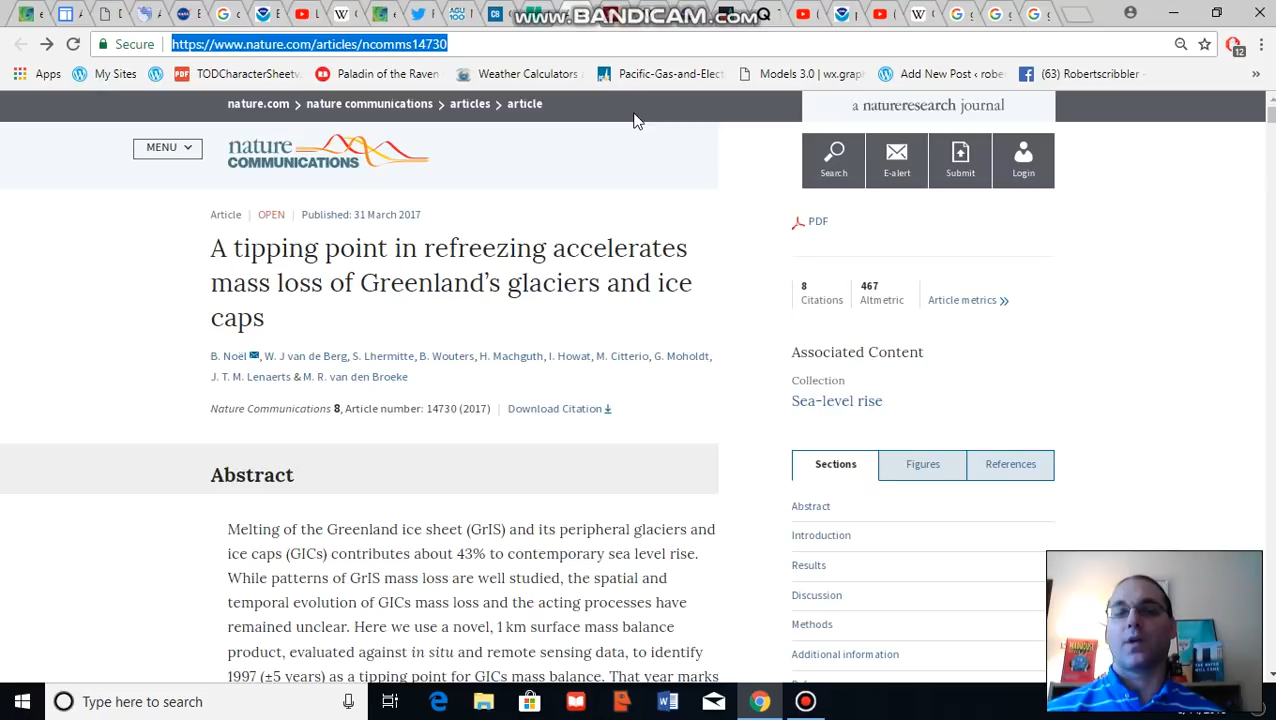 www.BANDICAM.com
Secure
https://www.nature.com/articles/ncomms14730
12
Apps
My Sites
PDF
TODCharacterSheetv
Paladin of the Raven
Weather Calculators
Pacific-Gas-and-Elect
Models 3.0 | wx.grap
Add New Post ‹ rober
(63) Robertscribbler -
nature.com > nature communications > articles > article
a natureresearch journal
MENU
nature
COMMUNICATIONS
Search
E-alert
Submit
Login
Article | OPEN | Published: 31 March 2017
PDF
A tipping point in refreezing accelerates
mass loss of Greenland's glaciers and ice
caps
8
Citations
467
Altmetric
Article metrics »
B. Noël, W. J van de Berg, S. Lhermitte, B. Wouters, H. Machguth, I. Howat, M. Citterio, G. Moholdt,
J. T. M. Lenaerts & M. R. van den Broeke
Nature Communications 8, Article number: 14730 (2017) | Download Citation
Associated Content
Collection
Sea-level rise
Abstract
Melting of the Greenland ice sheet (GrIS) and its peripheral glaciers and
ice caps (GICs) contributes about 43% to contemporary sea level rise.
While patterns of GrIS mass loss are well studied, the spatial and
temporal evolution of GICs mass loss and the acting processes have
remained unclear. Here we use a novel, 1 km surface mass balance
product, evaluated against in situ and remote sensing data, to identify
1997 (±5 years) as a tipping point for GICs mass balance. That year marks
Sections
Figures
References
Abstract
Introduction
Results
Discussion
Methods
Additional information
Type here to search